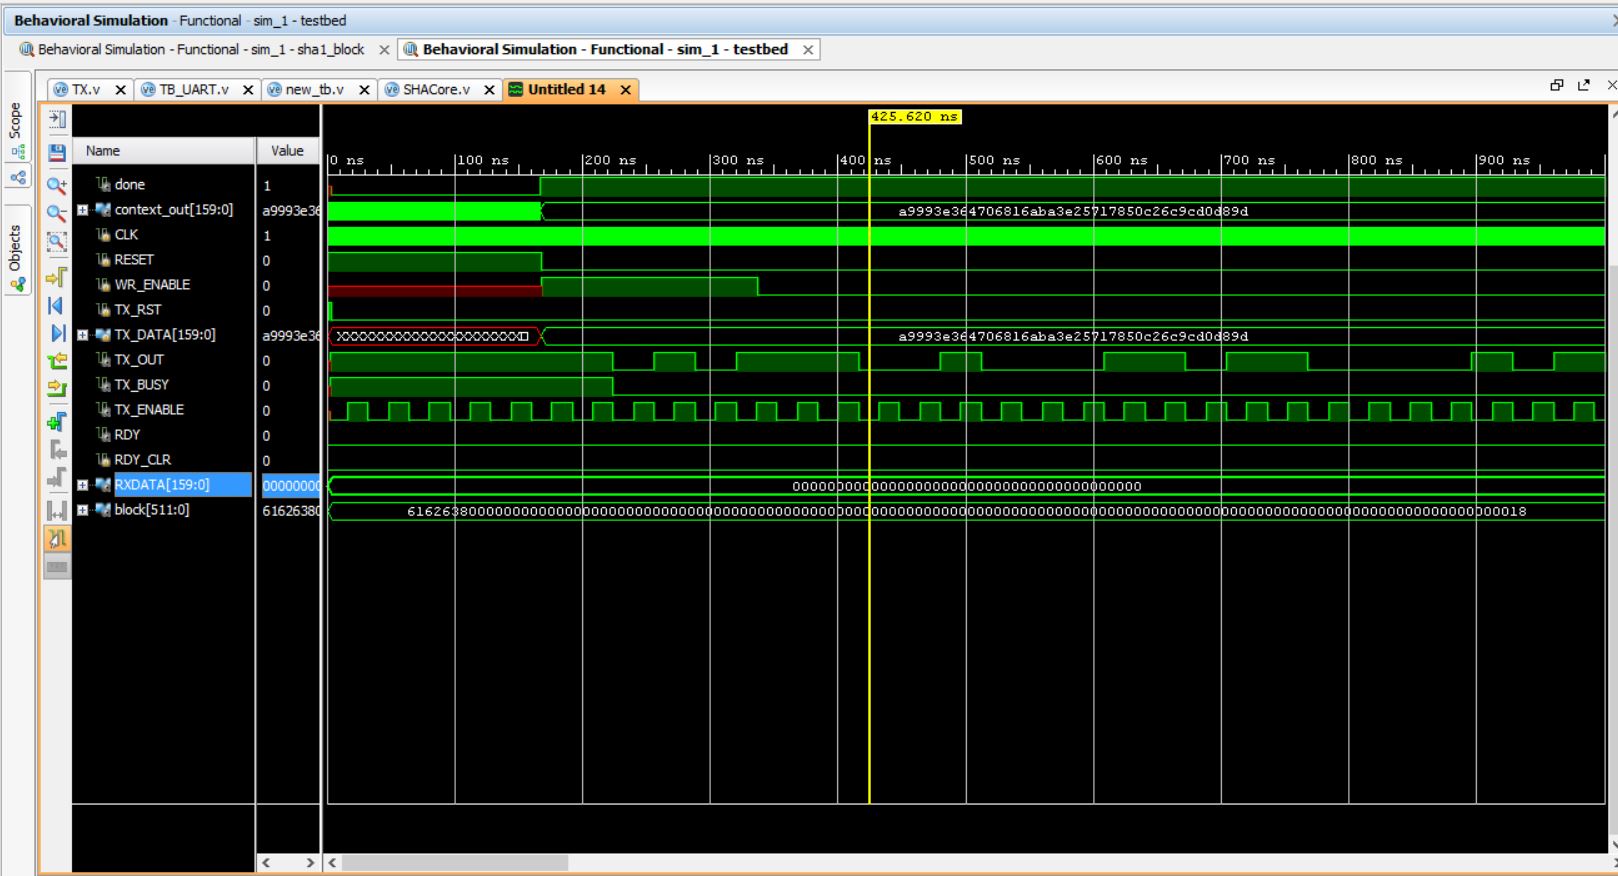 Behavioral Simulation - Functional - sim_1 - testbed
Behavioral Simulation - Functional - sim_1 - sha1_block
Behavioral Simulation - Functional - sim_1 - testbed
Scope
Objects
TX.v
TB_UART.v
new_tb.v
SHACore.v
Untitled 14
425.620 ns
Name Value
0 ns 100 ns 200 ns 300 ns 400 ns 500 ns 600 ns 700 ns 800 ns 900 ns
done 1
context_out[159:0] a9993e36 a9993e364706816aba3e25717850c26c9cd0d89d
CLK 1
RESET 0
WR_ENABLE 0
TX_RST 0
TX_DATA[159:0] a9993e36 XXXXXXXXXXXXXXXXXXXXX a9993e364706816aba3e25717850c26c9cd0d89d
TX_OUT 0
TX_BUSY 0
TX_ENABLE 0
RDY 0
RDY_CLR 0
RXDATA[159:0] 00000000 0000000000000000000000000000000000000000
block[511:0] 61626380 61626380000000000000000000000000000000000000000000000000000000000000000000000000000000000000000000000000000000000000000000000018